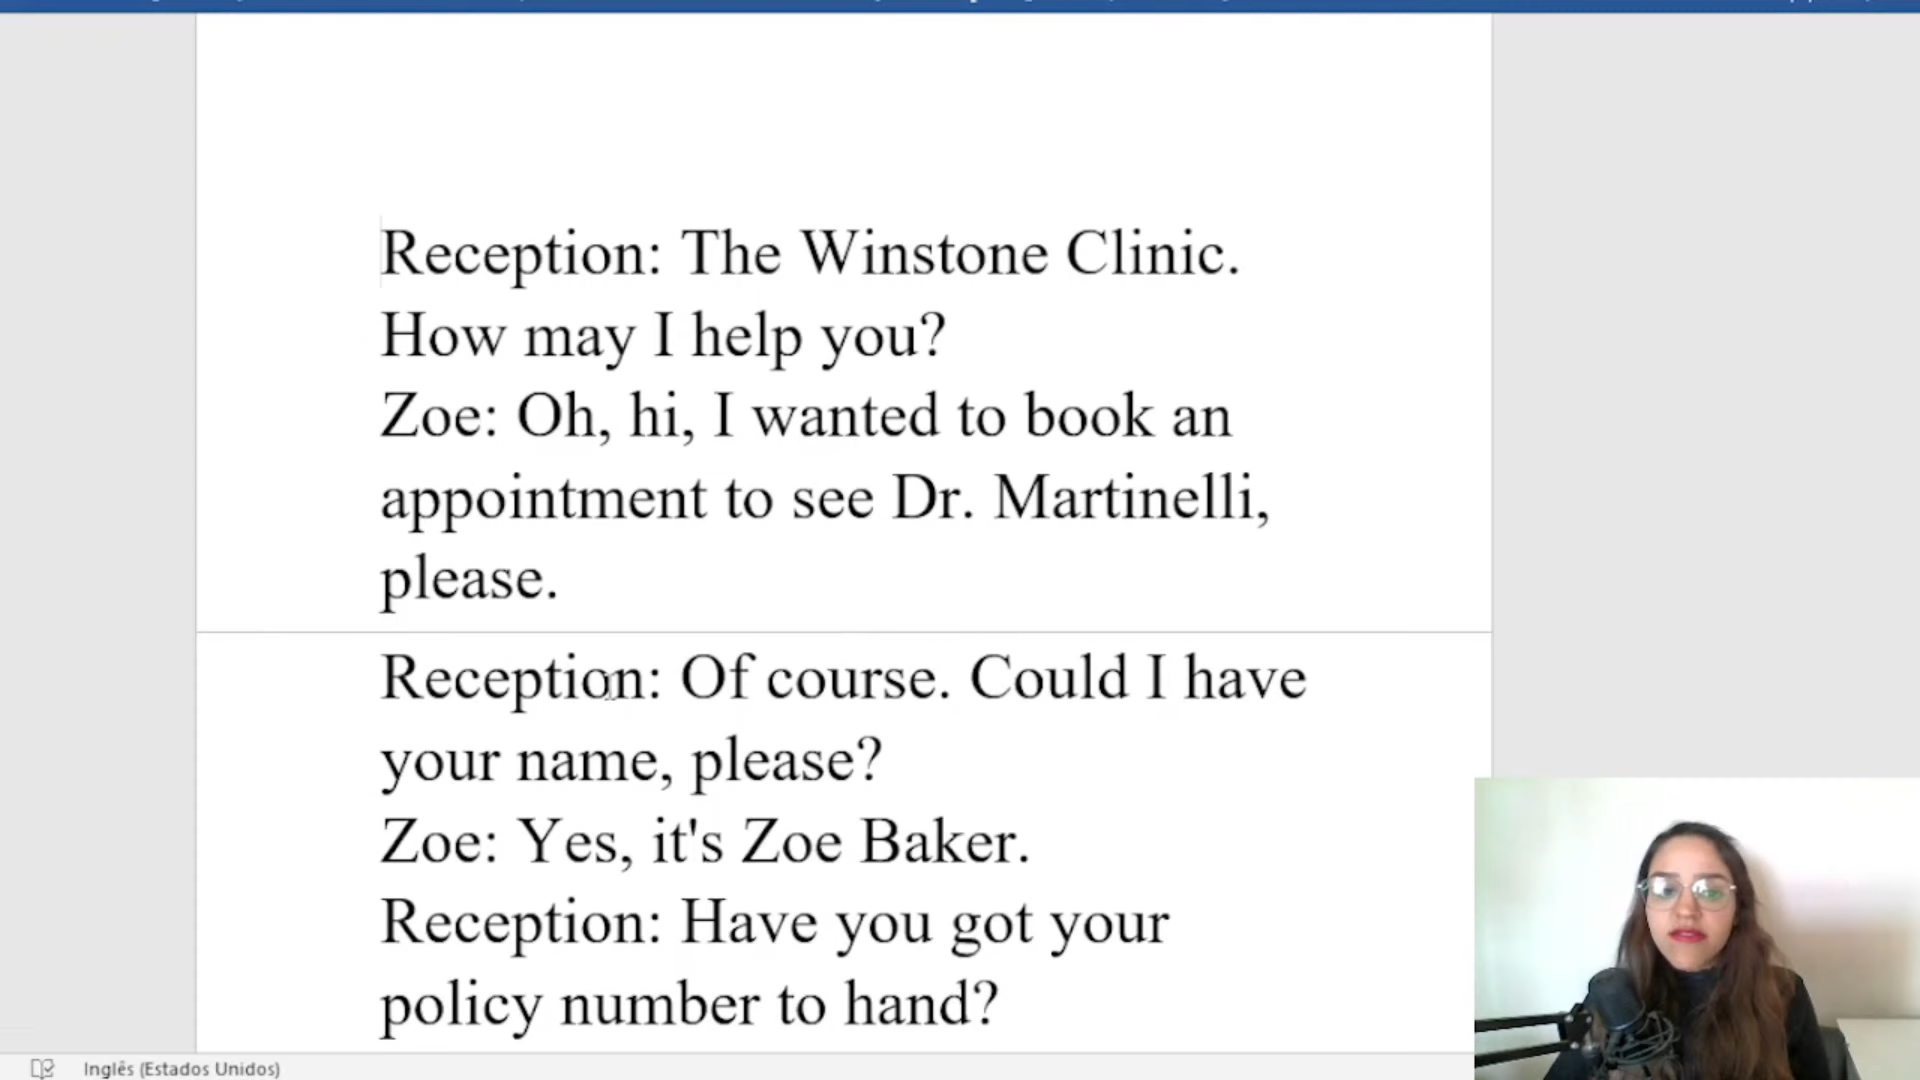 Reception: The Winstone Clinic.
How may I help you?
Zoe: Oh, hi, I wanted to book an
appointment to see Dr. Martinelli,
please.
Reception: Of course. Could I have
your name, please?
Zoe: Yes, it's Zoe Baker.
Reception: Have you got your
policy number to hand?
Inglês (Estados Unidos)